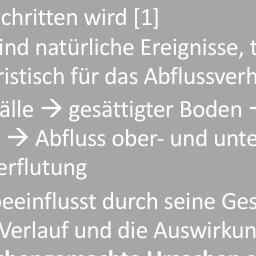 chritten wird [1]
ind natürliche Ereignisse, t
ristisch für das Abflussverh
älle → gesättigter Boden →
→ Abfluss ober- und unte
erflutung
beeinflusst durch seine Ges
Verlauf und die Auswirkun